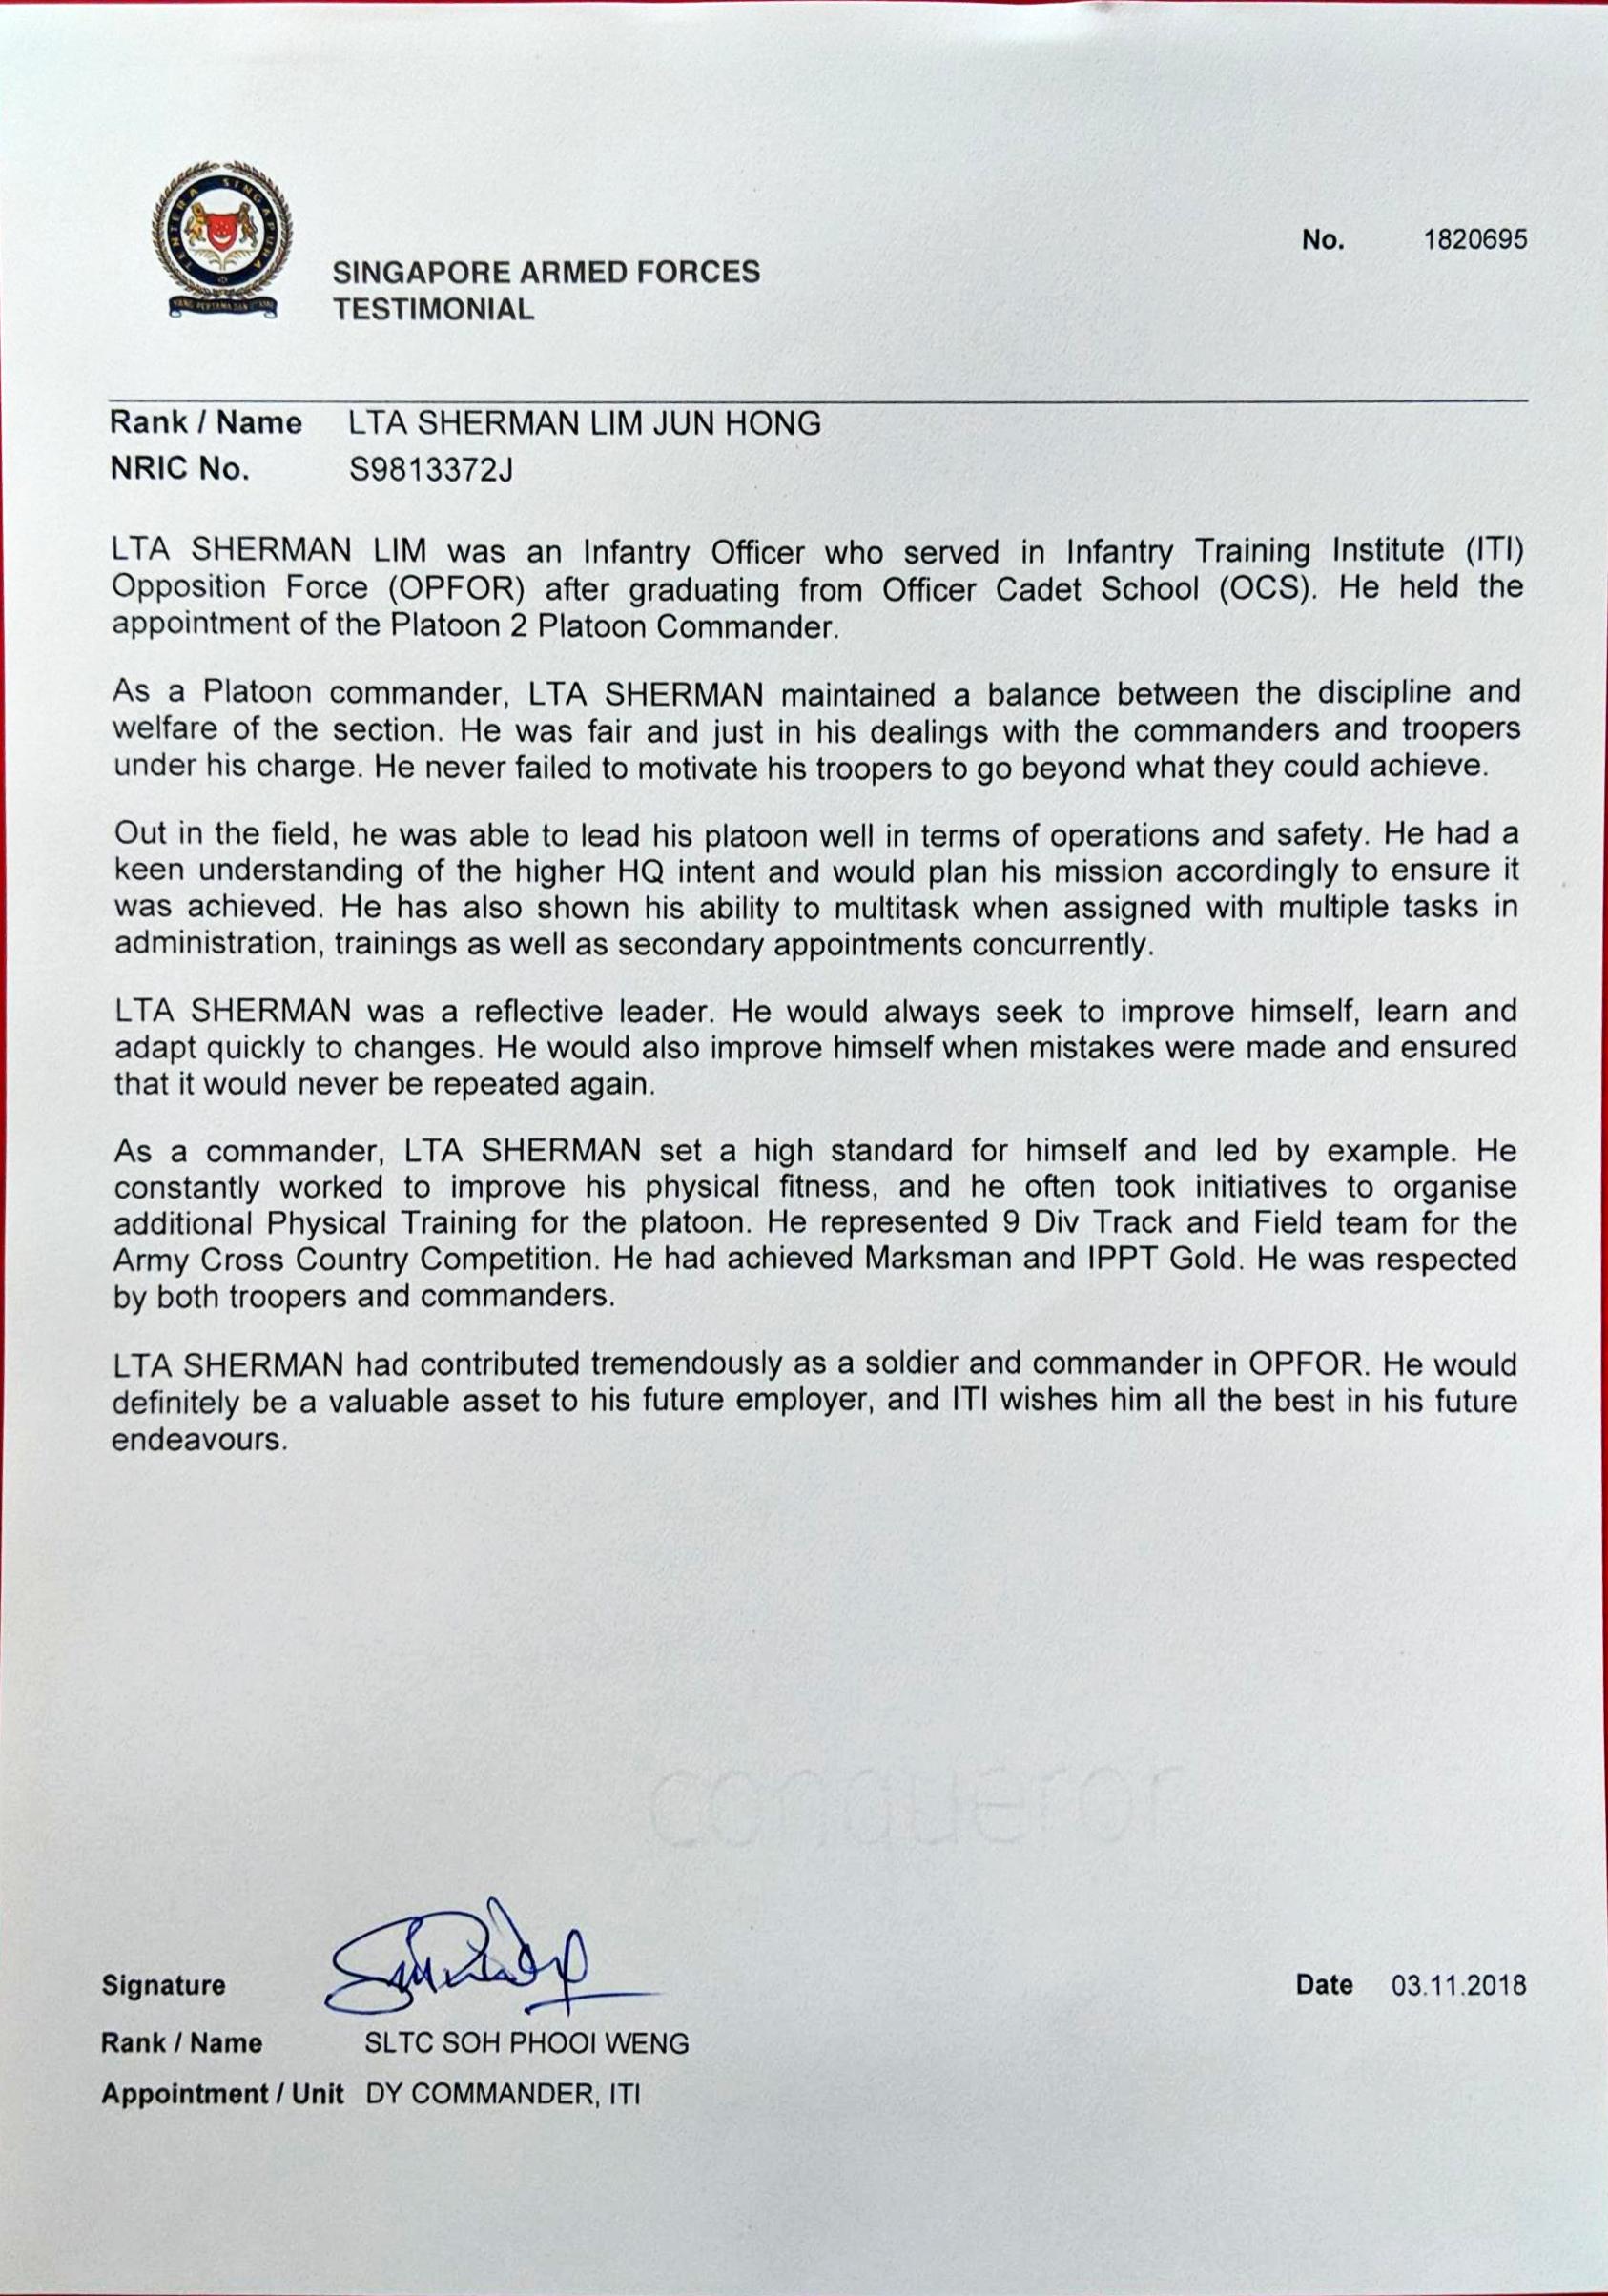 TENTERA SINGAPURA
No. 1820695
SINGAPORE ARMED FORCES
TESTIMONIAL
Rank / Name LTA SHERMAN LIM JUN HONG
NRIC No. S9813372J
LTA SHERMAN LIM was an Infantry Officer who served in Infantry Training Institute (ITI)
Opposition Force (OPFOR) after graduating from Officer Cadet School (OCS). He held the
appointment of the Platoon 2 Platoon Commander.
As a Platoon commander, LTA SHERMAN maintained a balance between the discipline and
welfare of the section. He was fair and just in his dealings with the commanders and troopers
under his charge. He never failed to motivate his troopers to go beyond what they could achieve.
Out in the field, he was able to lead his platoon well in terms of operations and safety. He had a
keen understanding of the higher HQ intent and would plan his mission accordingly to ensure it
was achieved. He has also shown his ability to multitask when assigned with multiple tasks in
administration, trainings as well as secondary appointments concurrently.
LTA SHERMAN was a reflective leader. He would always seek to improve himself, learn and
adapt quickly to changes. He would also improve himself when mistakes were made and ensured
that it would never be repeated again.
As a commander, LTA SHERMAN set a high standard for himself and led by example. He
constantly worked to improve his physical fitness, and he often took initiatives to organise
additional Physical Training for the platoon. He represented 9 Div Track and Field team for the
Army Cross Country Competition. He had achieved Marksman and IPPT Gold. He was respected
by both troopers and commanders.
LTA SHERMAN had contributed tremendously as a soldier and commander in OPFOR. He would
definitely be a valuable asset to his future employer, and ITI wishes him all the best in his future
endeavours.
conqueror
Signature
Date 03.11.2018
Rank / Name SLTC SOH PHOOI WENG
Appointment / Unit DY COMMANDER, ITI